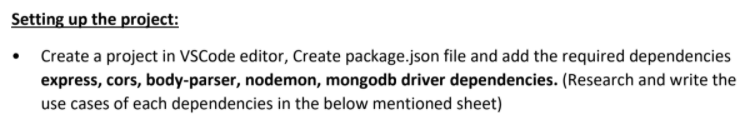 Setting up the project:
• Create a project in VSCode editor, Create package.json file and add the required dependencies
express, cors, body-parser, nodemon, mongodb driver dependencies. (Research and write the
use cases of each dependencies in the below mentioned sheet)